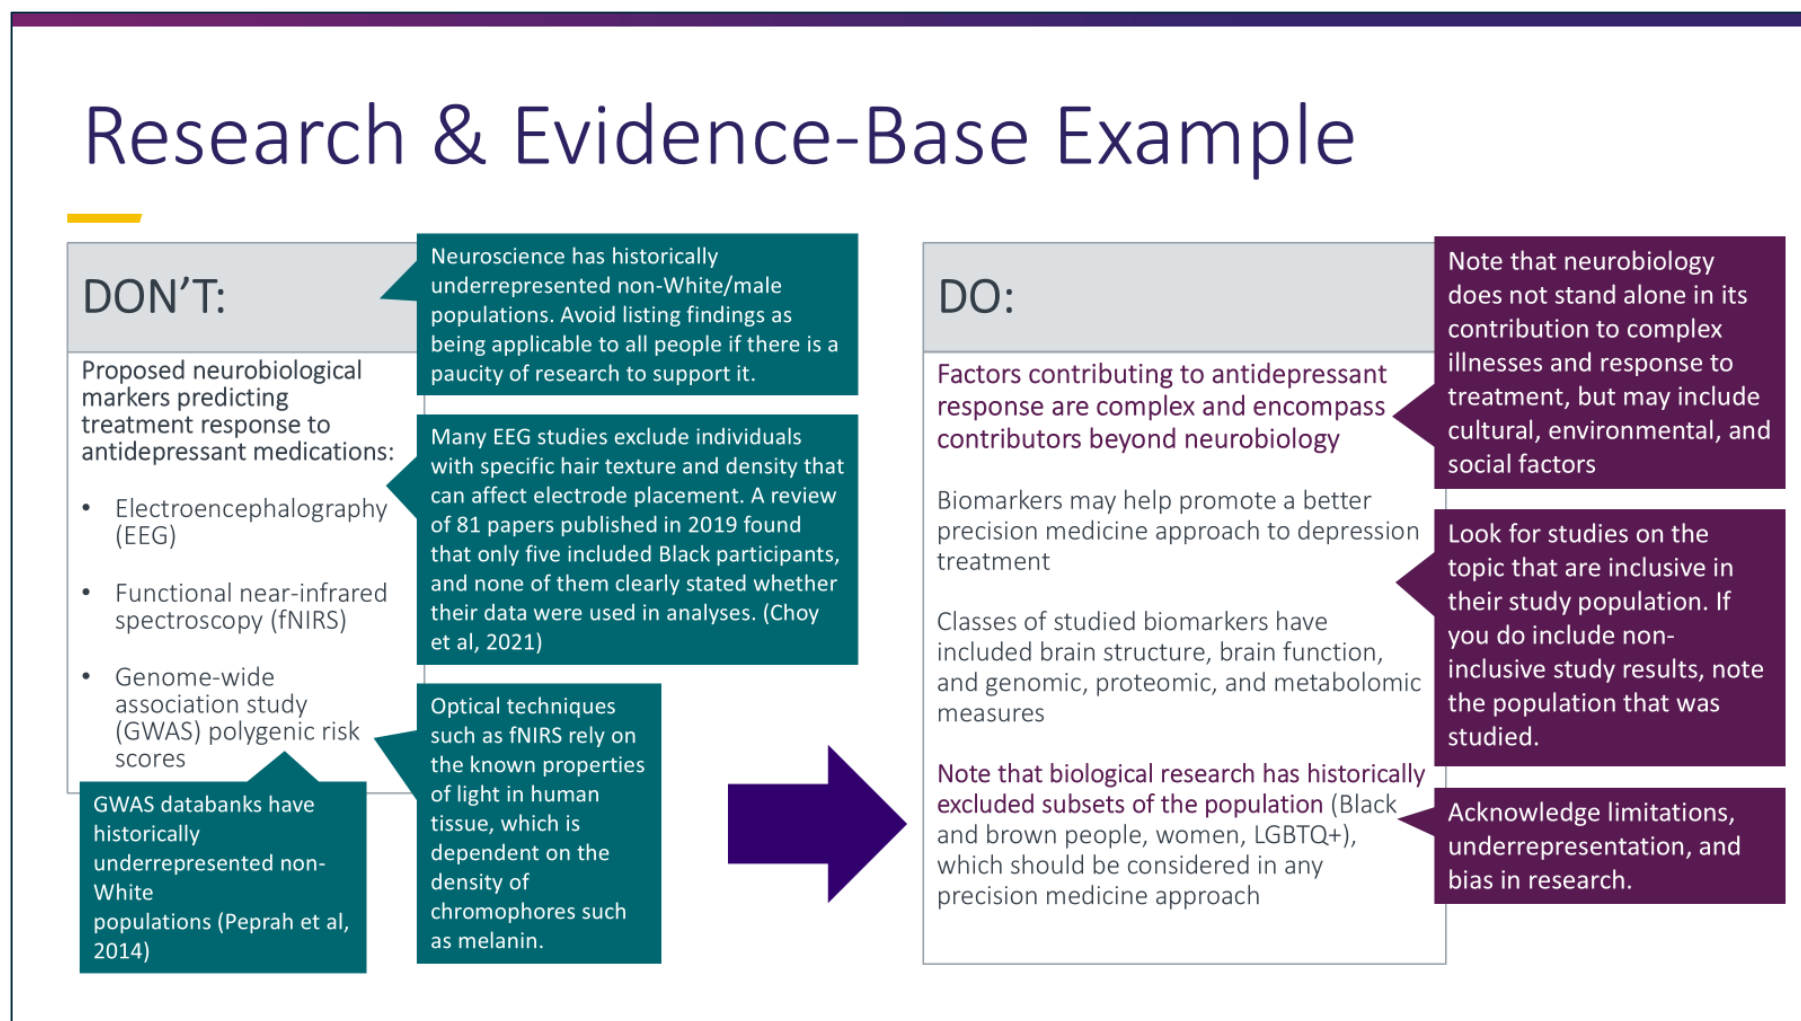 Research & Evidence-Base Example
DON'T:
Proposed neurobiological
markers predicting
treatment response to
antidepressant medications:
• Electroencephalography
(EEG)
• Functional near-infrared
spectroscopy (fNIRS)
• Genome-wide
association study
(GWAS) polygenic risk
scores
Neuroscience has historically
underrepresented non-White/male
populations. Avoid listing findings as
being applicable to all people if there is a
paucity of research to support it.
Many EEG studies exclude individuals
with specific hair texture and density that
can affect electrode placement. A review
of 81 papers published in 2019 found
that only five included Black participants,
and none of them clearly stated whether
their data were used in analyses. (Choy
et al, 2021)
Optical techniques
such as fNIRS rely on
the known properties
of light in human
tissue, which is
dependent on the
density of
chromophores such
as melanin.
GWAS databanks have
historically
underrepresented non-
White
populations (Peprah et al,
2014)
DO:
Factors contributing to antidepressant
response are complex and encompass
contributors beyond neurobiology
Biomarkers may help promote a better
precision medicine approach to depression
treatment
Classes of studied biomarkers have
included brain structure, brain function,
and genomic, proteomic, and metabolomic
measures
Note that biological research has historically
excluded subsets of the population (Black
and brown people, women, LGBTQ+),
which should be considered in any
precision medicine approach
Note that neurobiology
does not stand alone in its
contribution to complex
illnesses and response to
treatment, but may include
cultural, environmental, and
social factors
Look for studies on the
topic that are inclusive in
their study population. If
you do include non-
inclusive study results, note
the population that was
studied.
Acknowledge limitations,
underrepresentation, and
bias in research.